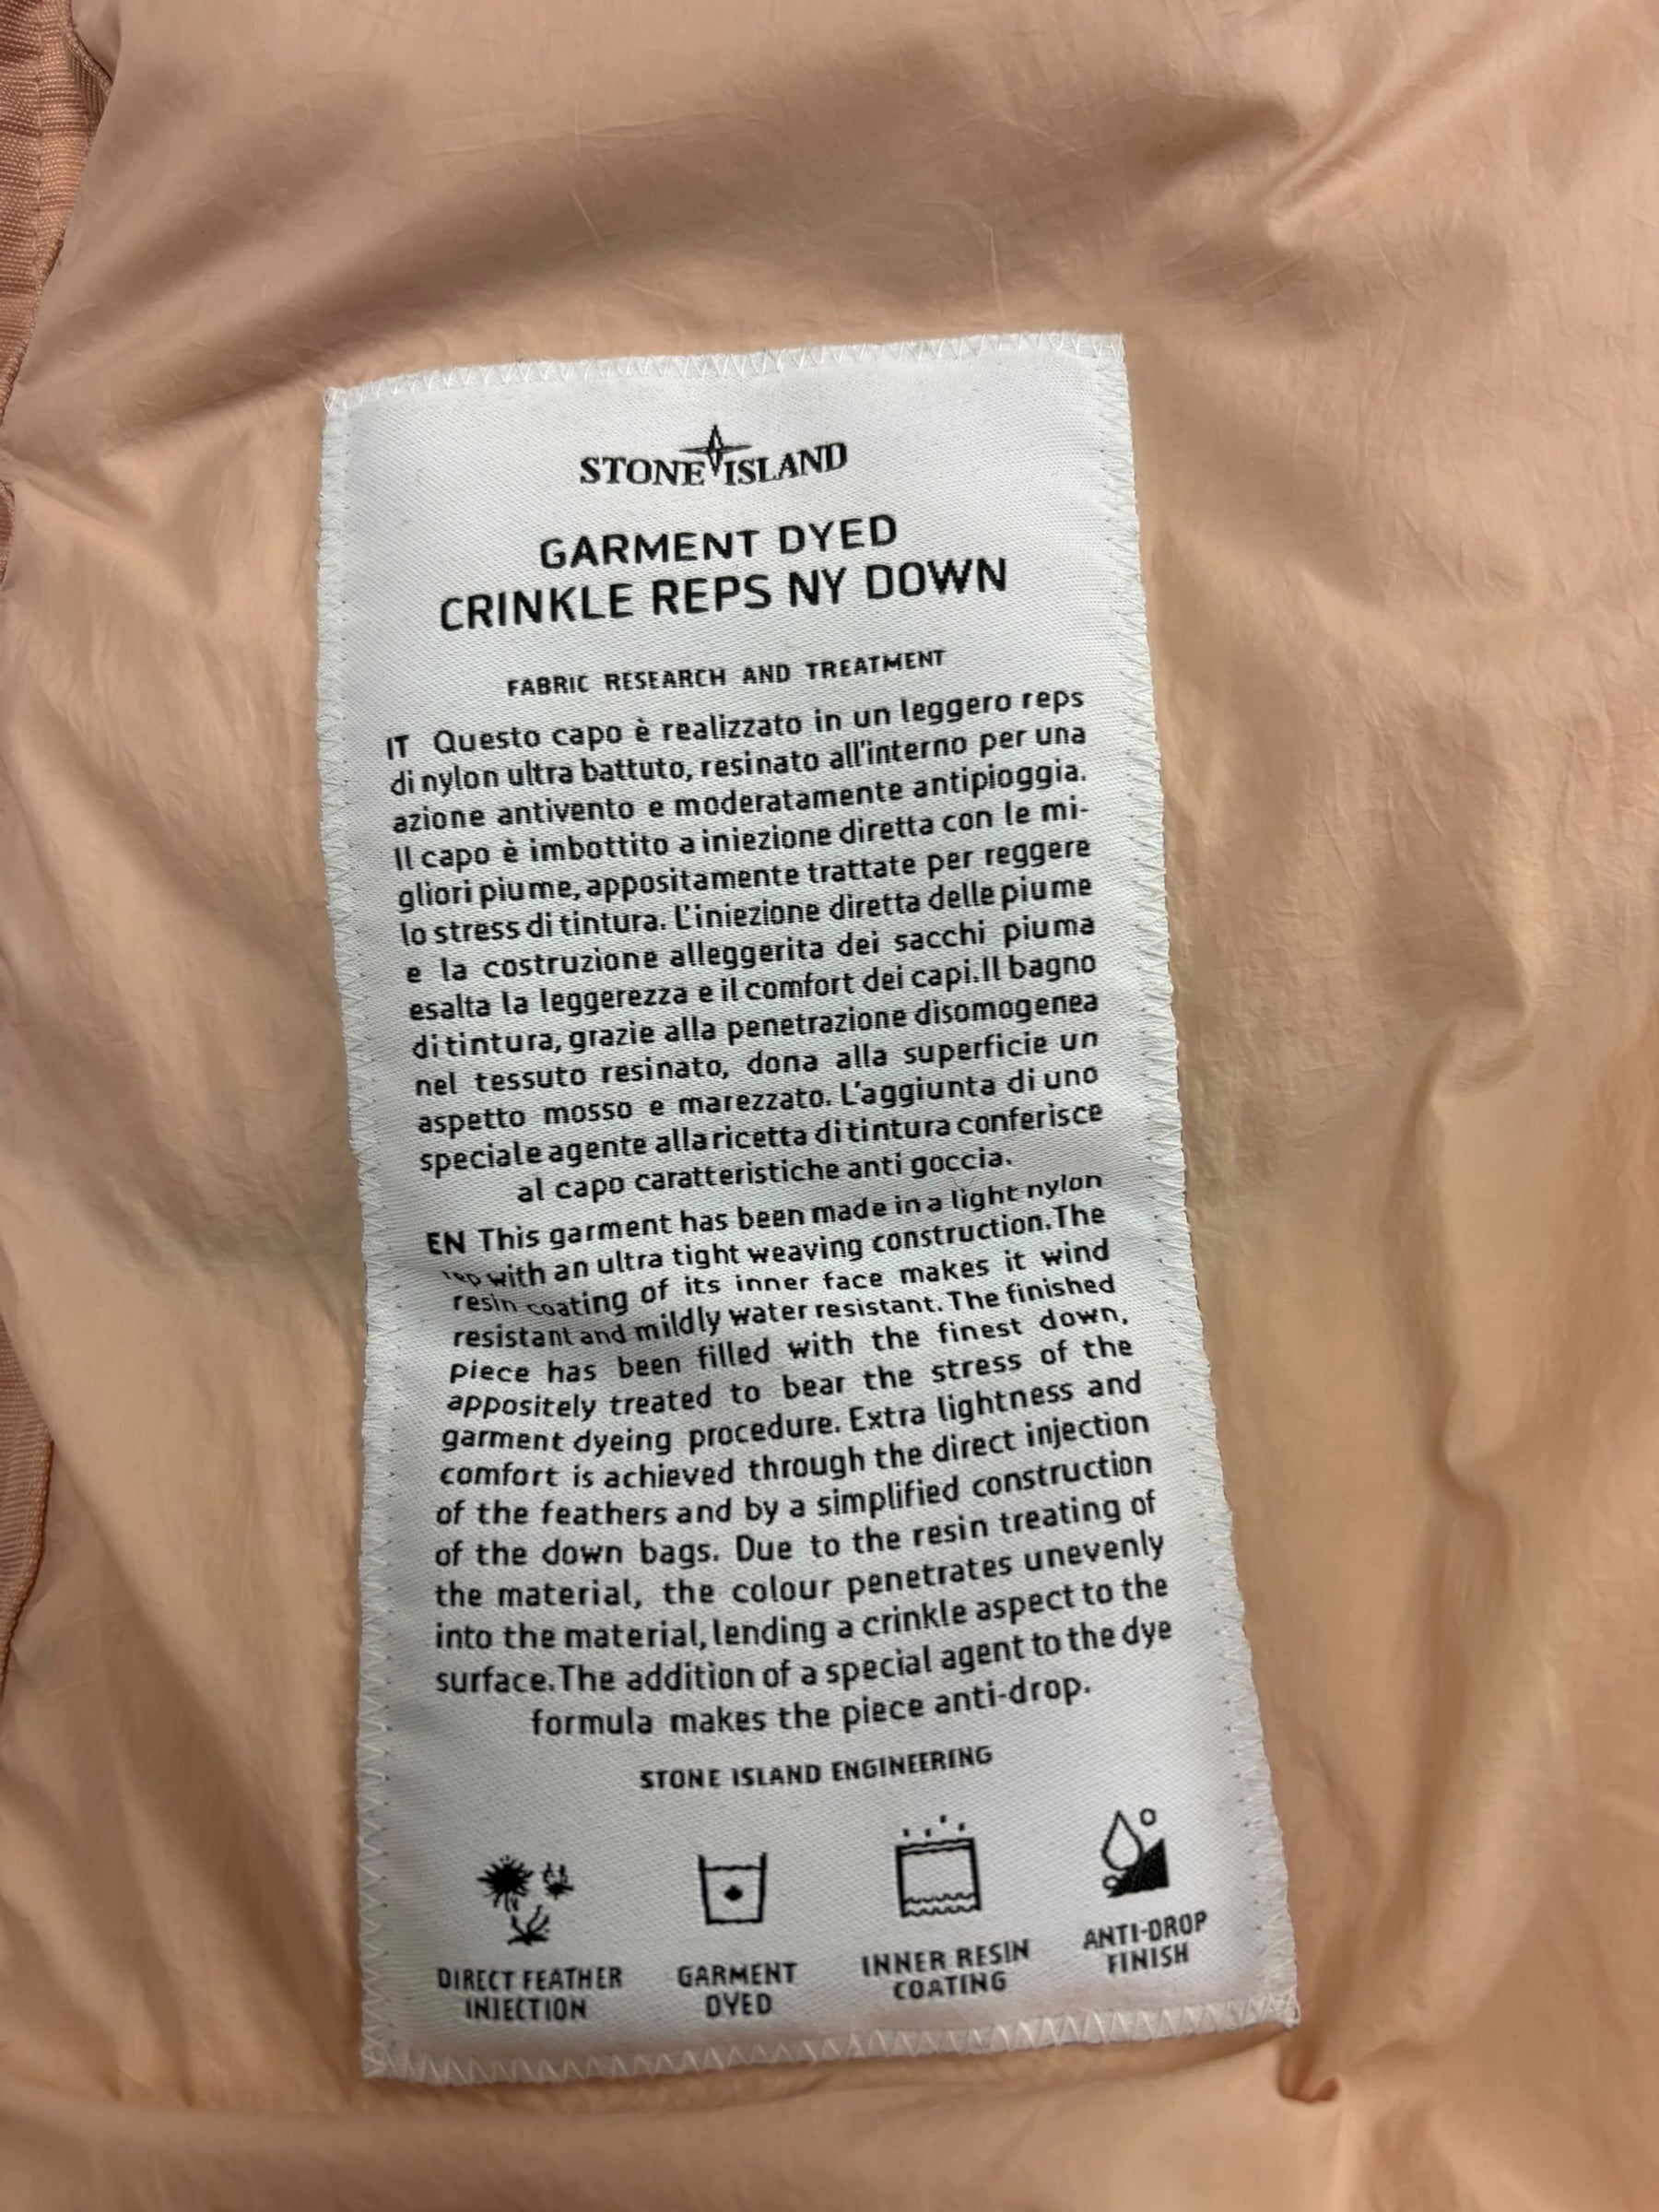 STONE ISLAND
GARMENT DYED
CRINKLE REPS NY DOWN
FABRIC RESEARCH AND TREATMENT
IT Questo capo è realizzato in un leggero reps
di nylon ultra battuto, resinato all'interno per una
azione antivento e moderatamente antipioggia.
Il capo è imbottito a iniezione diretta con le mi-
gliori piume, appositamente trattate per reggere
lo stress di tintura. L'iniezione diretta delle piume
e la costruzione alleggerita dei sacchi piuma
esalta la leggerezza e il comfort dei capi.Il bagno
di tintura, grazie alla penetrazione disomogenea
nel tessuto resinato, dona alla superficie un
aspetto mosso e marezzato. L'aggiunta di uno
speciale agente alla ricetta di tintura conferisce
al capo caratteristiche anti goccia.
EN This garment has been made in a light nylon
rep with an ultra tight weaving construction.The
resin coating of its inner face makes it wind
resistant and mildly water resistant. The finished
piece has been filled with the finest down,
appositely treated to bear the stress of the
garment dyeing procedure. Extra lightness and
comfort is achieved through the direct injection
of the feathers and by a simplified construction
of the down bags. Due to the resin treating of
the material, the colour penetrates unevenly
into the material, lending a crinkle aspect to the
surface.The addition of a special agent to the dye
formula makes the piece anti-drop.
STONE ISLAND ENGINEERING
DIRECT FEATHER
INJECTION
GARMENT
DYED
INNER RESIN
COATING
ANTI-DROP
FINISH